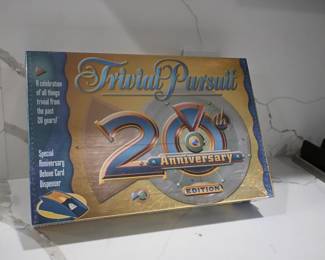 Trivial Pursuit
A celebration
of all things
trivial from
the past
20 years!
20th
Anniversary
EDITION
Special
Anniversary
Deluxe Card
Dispenser